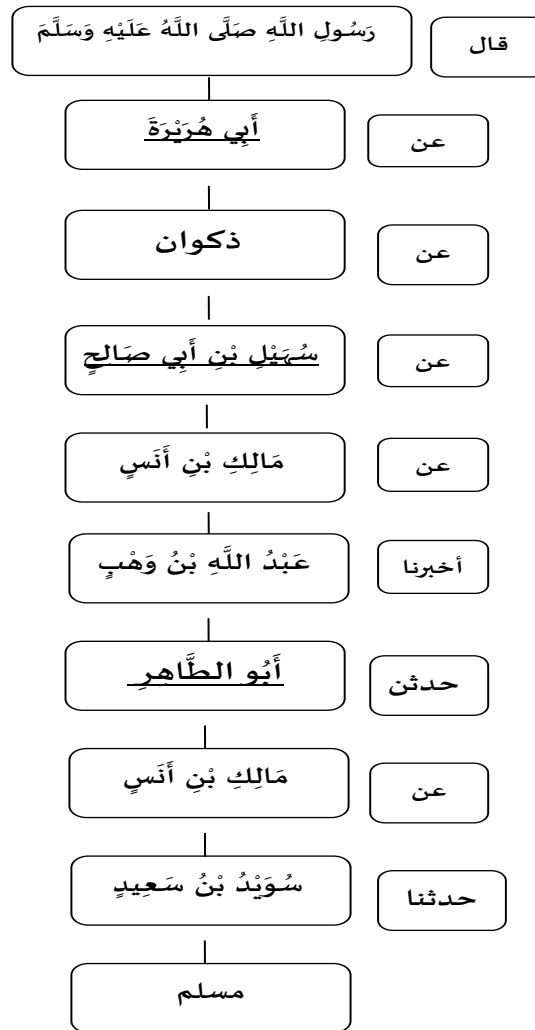 رَسُولِ اللَّهِ صَلَّى اللَّهُ عَلَيْهِ وَسَلَّمَ
قال
أَبِي هُرَيْرَةَ
عن
ذكوان
عن
سُهَيْلِ بْنِ أَبِي صَالِحٍ
عن
مَالِكِ بْنِ أَنَسٍ
عن
عَبْدُ اللَّهِ بْنُ وَهْبٍ
أخبرنا
أَبُو الطَّاهِرِ
حدثن
مَالِكِ بْنِ أَنَسٍ
عن
سُوَيْدُ بْنُ سَعِيدٍ
حدثنا
مسلم